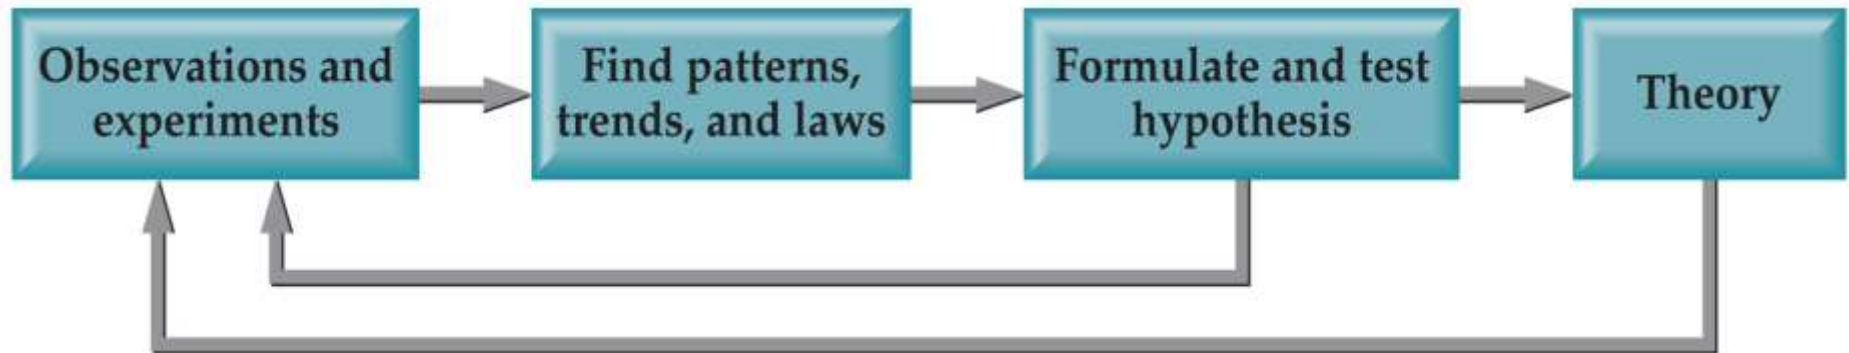 Observations and
experiments
Find patterns,
trends, and laws
Formulate and test
hypothesis
Theory